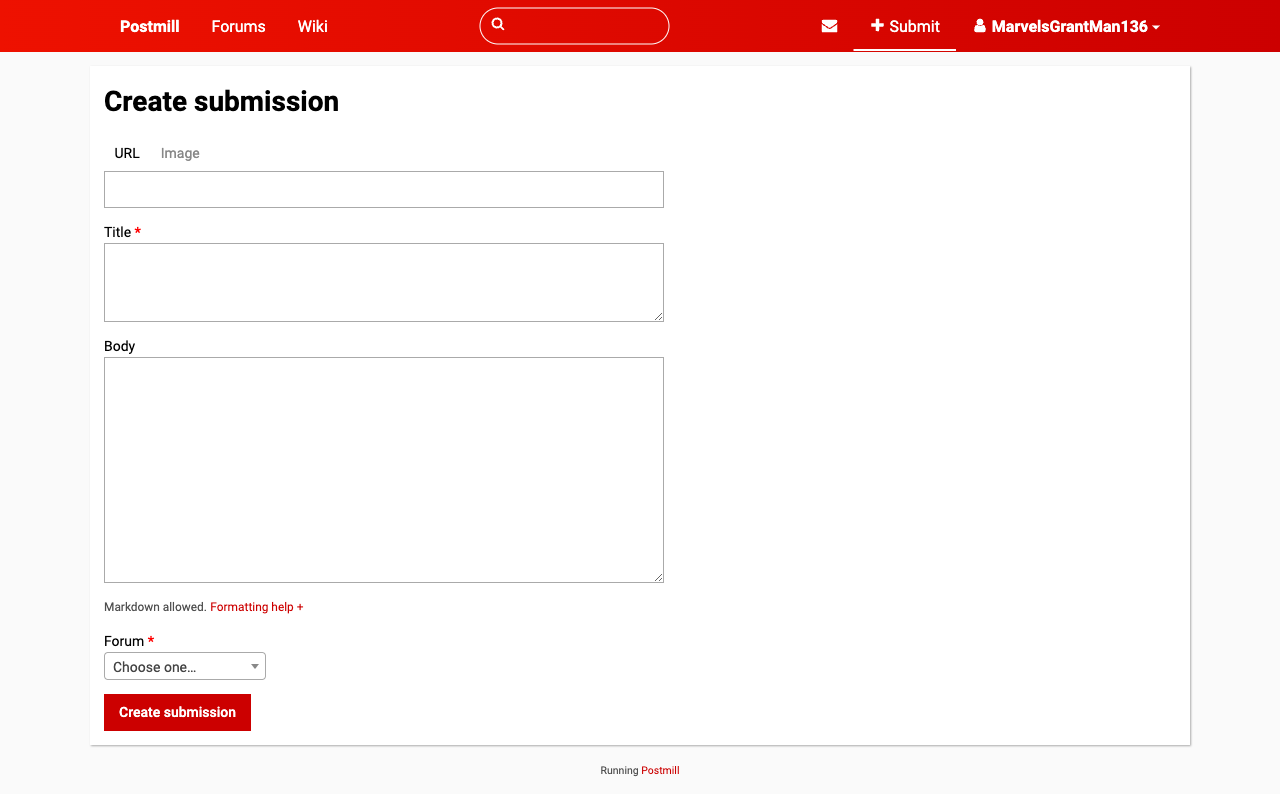 Postmill Forums Wiki Submit MarvelsGrantMan136
Create submission
URL Image
Title *
Body
Markdown allowed. Formatting help +
Forum *
Choose one...
Create submission
Running Postmill